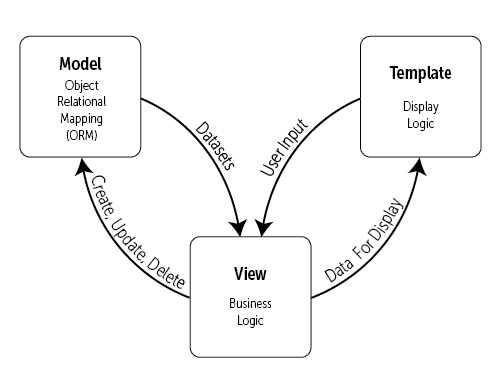 Model
Object
Relational
Mapping
(ORM)
Template
Display
Logic
Datasets
User Input
Create, Update, Delete
Data For Display
View
Business
Logic